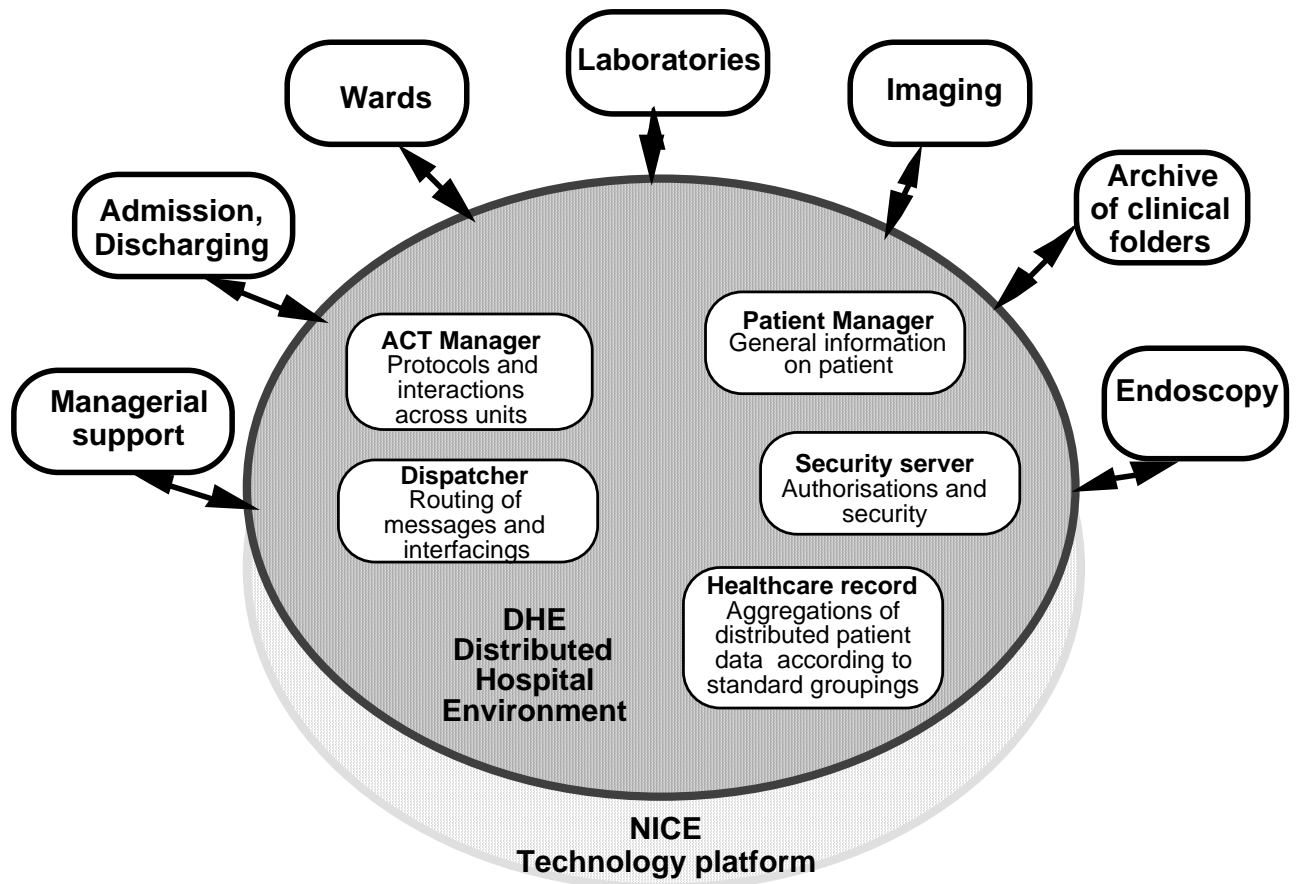 Laboratories
Wards
Imaging
Archive
of clinical
folders
Admission,
Discharging
Managerial
support
Endoscopy
ACT Manager
Protocols and
interactions
across units
Patient Manager
General information
on patient
Dispatcher
Routing of
messages and
interfacings
Security server
Authorisations and
security
Healthcare record
Aggregations of
distributed patient
data according to
standard groupings
DHE
Distributed
Hospital
Environment
NICE
Technology platform